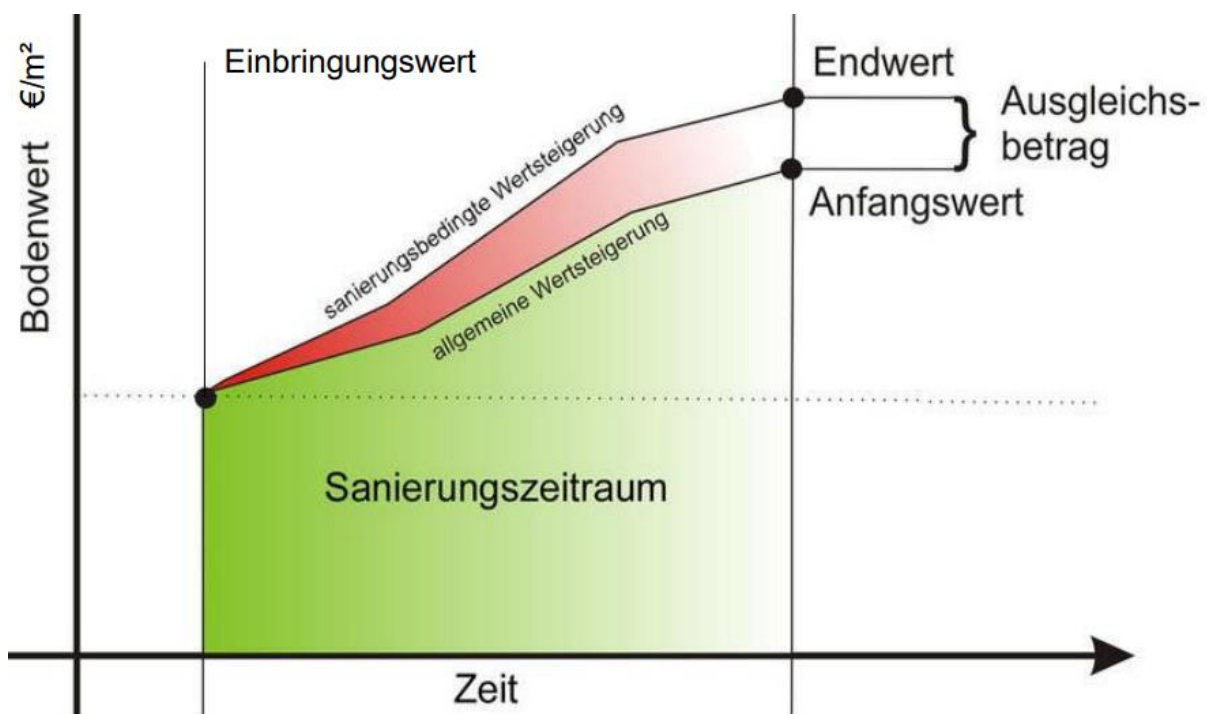 Bodenwert €/m²
Einbringungswert
Endwert
Ausgleichs-
betrag
Anfangswert
sanierungsbedingte Wertsteigerung
allgemeine Wertsteigerung
Sanierungszeitraum
Zeit